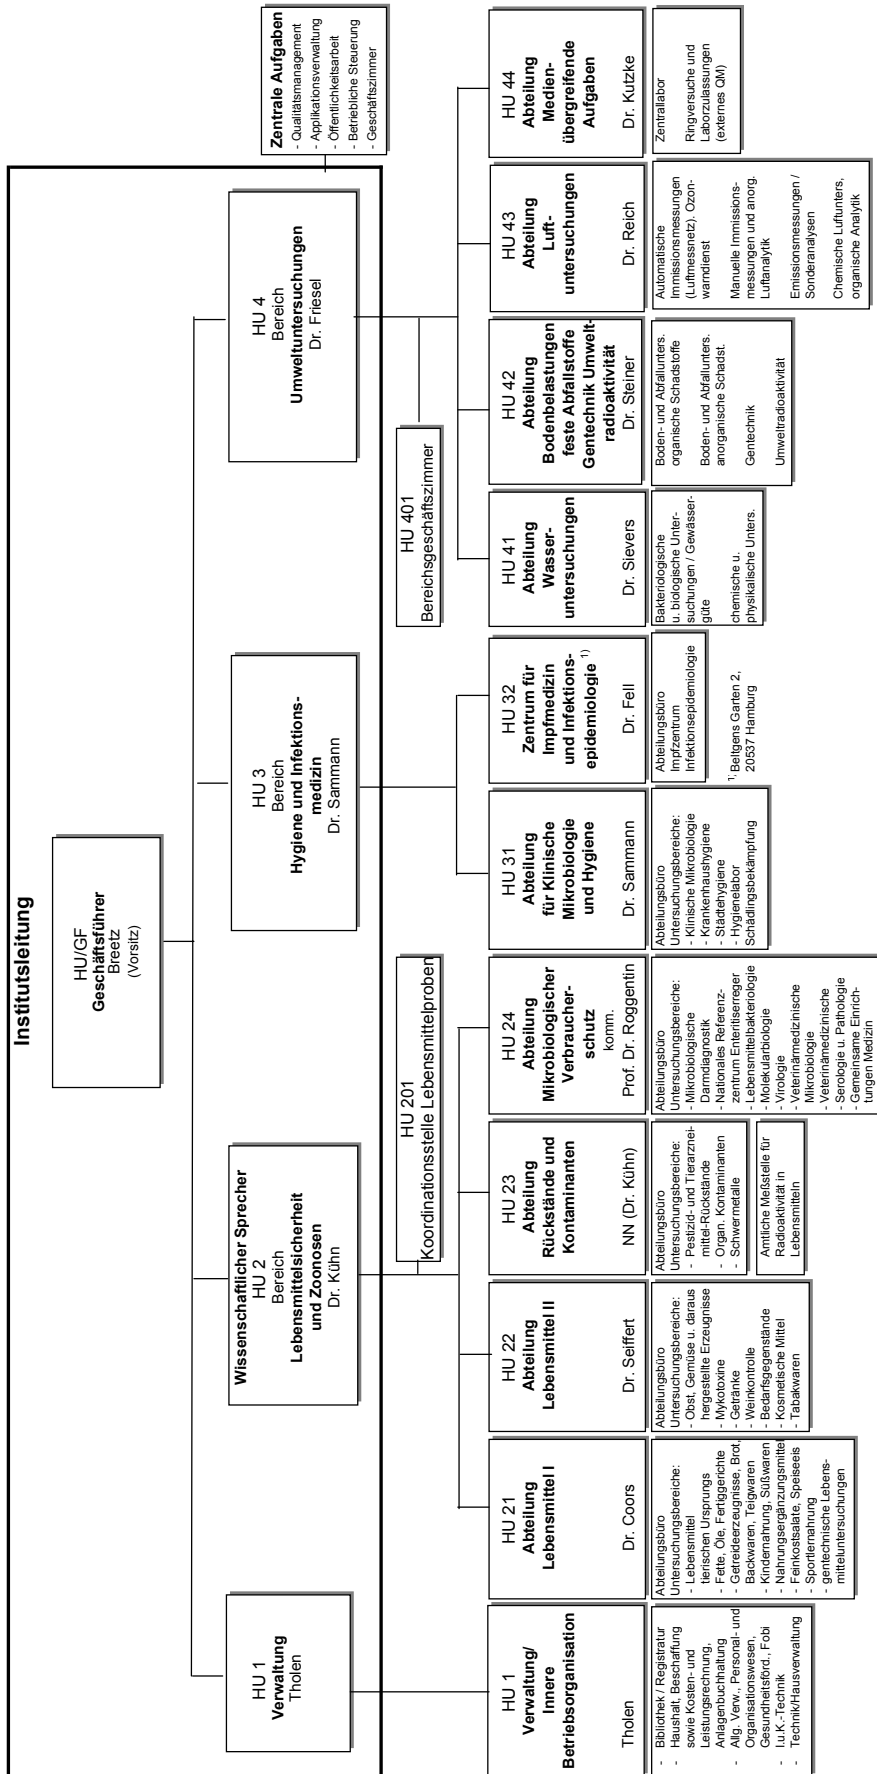 Institutsleitung
HU/GF
Geschäftsführer
Breetz
(Vorsitz)
HU 1
Verwaltung
Tholen
Wissenschaftlicher Sprecher
HU 2
Bereich
Lebensmittelsicherheit
und Zoonosen
Dr. Kühn
HU 3
Bereich
Hygiene und Infektions-
medizin
Dr. Sammann
HU 4
Bereich
Umweltuntersuchungen
Dr. Friesel
Zentrale Aufgaben
- Qualitätsmanagement
- Applikationsverwaltung
- Öffentlichkeitsarbeit
- Betriebliche Steuerung
- Geschäftszimmer
HU 201
Koordinationsstelle Lebensmittelproben
HU 401
Bereichsgeschäftszimmer
HU 1
Verwaltung/
Innere
Betriebsorganisation
Tholen
- Bibliothek / Registratur
- Haushalt, Beschaffung
sowie Kosten- und
Leistungsrechnung,
Anlagenbuchhaltung
- Allg. Verw., Personal- und
Organisationswesen,
Gesundheitsförd., Fobi
- I.u.K.-Technik
- Technik/Hausverwaltung
HU 21
Abteilung
Lebensmittel I
Dr. Coors
Abteilungsbüro
Untersuchungsbereiche:
- Lebensmittel
tierischen Ursprungs
- Fette, Öle, Fertiggerichte
- Getreideerzeugnisse, Brot,
Backwaren, Teigwaren
- Kindernahrung, Süßwaren
- Nahrungsergänzungsmittel
- Feinkostsalate, Speiseeis
- Sportlernahrung
- gentechnische Lebens-
mitteluntersuchungen
HU 22
Abteilung
Lebensmittel II
Dr. Seiffert
Abteilungsbüro
Untersuchungsbereiche:
- Obst, Gemüse u. daraus
hergestellte Erzeugnisse
- Mykotoxine
- Getränke
- Weinkontrolle
- Bedarfsgegenstände
- Kosmetische Mittel
- Tabakwaren
HU 23
Abteilung
Rückstände und
Kontaminanten
NN (Dr. Kühn)
Abteilungsbüro
Untersuchungsbereiche:
- Pestizid- und Tierarznei-
mittel-Rückstände
- Organ. Kontaminanten
- Schwermetalle
Amtliche Meßstelle für
Radioaktivität in
Lebensmitteln
HU 24
Abteilung
Mikrobiologischer
Verbraucher-
schutz
komm.
Prof. Dr. Roggentin
Abteilungsbüro
Untersuchungsbereiche:
- Mikrobiologische
Darmdiagnostik
- Nationales Referenz-
zentrum Enteritiserreger
- Lebensmittelbakteriologie
- Molekularbiologie
- Virologie
- Veterinärmedizinische
Mikrobiologie
- Veterinämedizinische
- Serologie u. Pathologie
- Gemeinsame Einrich-
tungen Medizin
HU 31
Abteilung
für Klinische
Mikrobiologie
und Hygiene
Dr. Sammann
Abteilungsbüro
Untersuchungsbereiche:
- Klinische Mikrobiologie
- Krankenhaushygiene
- Städtehygiene
- Hygienelabor
Schädlingsbekämpfung
HU 32
Zentrum für
Impfmedizin
und Infektions-
epidemiologie 1)
Dr. Fell
Abteilungsbüro
Impfzentrum
Infektionsepidemiologie
1) Beltgens Garten 2,
20537 Hamburg
HU 41
Abteilung
Wasser-
untersuchungen
Dr. Sievers
Bakteriologische
u. biologische Unter-
suchungen / Gewässer-
güte
chemische u.
physikalische Unters.
HU 42
Abteilung
Bodenbelastungen
feste Abfallstoffe
Gentechnik Umwelt-
radioaktivität
Dr. Steiner
Boden- und Abfallunters.
organische Schadstoffe
Boden- und Abfallunters.
anorganische Schadst.
Gentechnik
Umweltradioaktivität
HU 43
Abteilung
Luft-
untersuchungen
Dr. Reich
Automatische
Immissionsmessungen
(Luftmessnetz). Ozon-
warndienst
Manuelle Immissions-
messungen und anorg.
Luftanalytik
Emissionsmessungen /
Sonderanalysen
Chemische Luftunters,
organische Analytik
HU 44
Abteilung
Medien-
übergreifende
Aufgaben
Dr. Kutzke
Zentrallabor
Ringversuche und
Laborzulassungen
(externes QM)